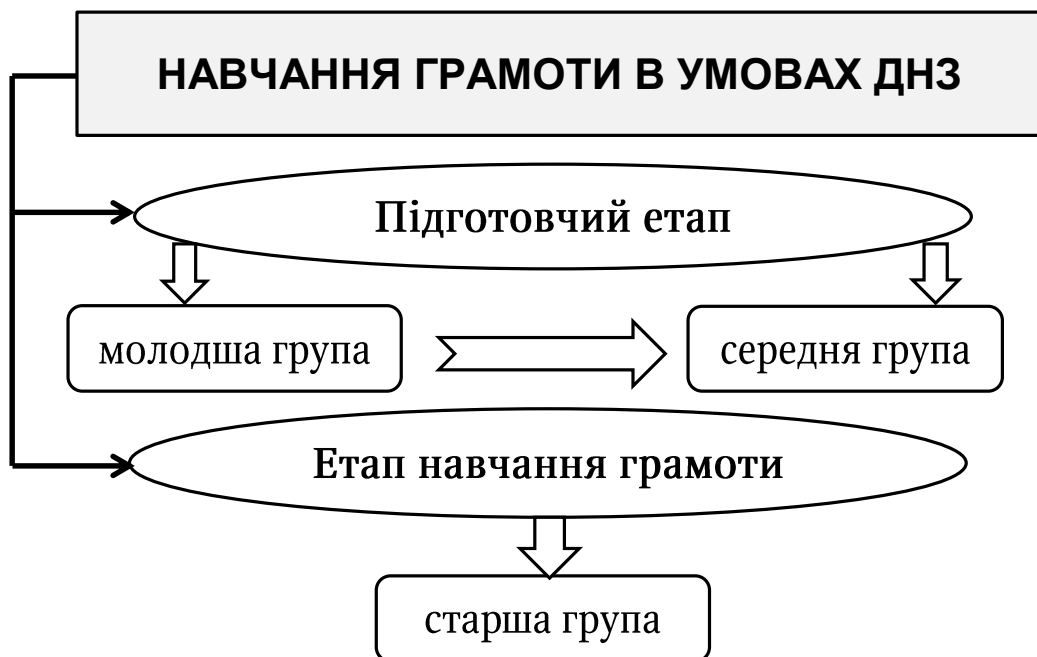 НАВЧАННЯ ГРАМОТИ В УМОВАХ ДНЗ
Підготовчий етап
молодша група
середня група
Етап навчання грамоти
старша група